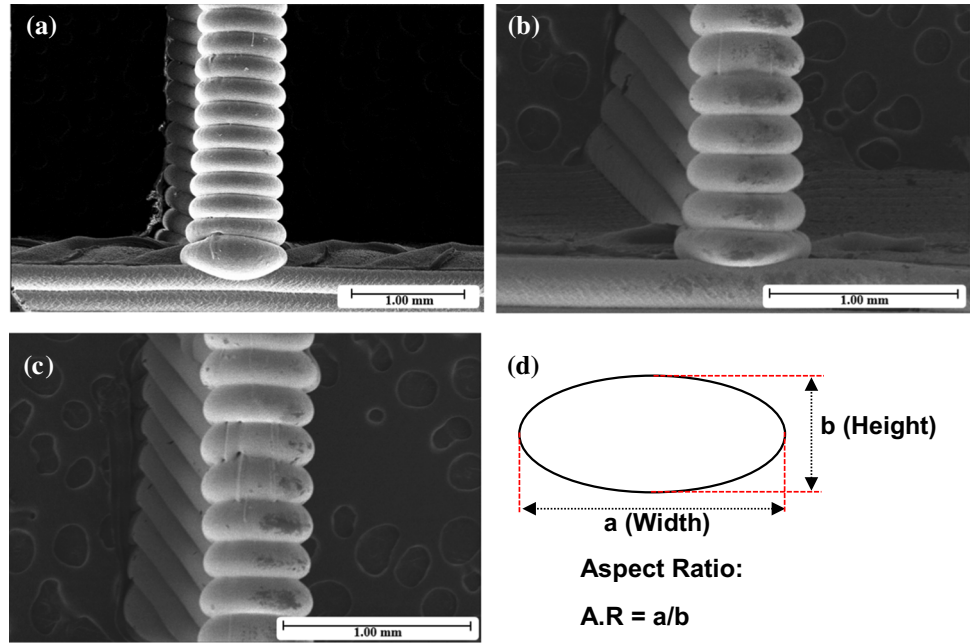 (a)
1.00 mm
(b)
1.00 mm
(c)
1.00 mm
(d)
b (Height)
a (Width)
Aspect Ratio:
A.R = a/b